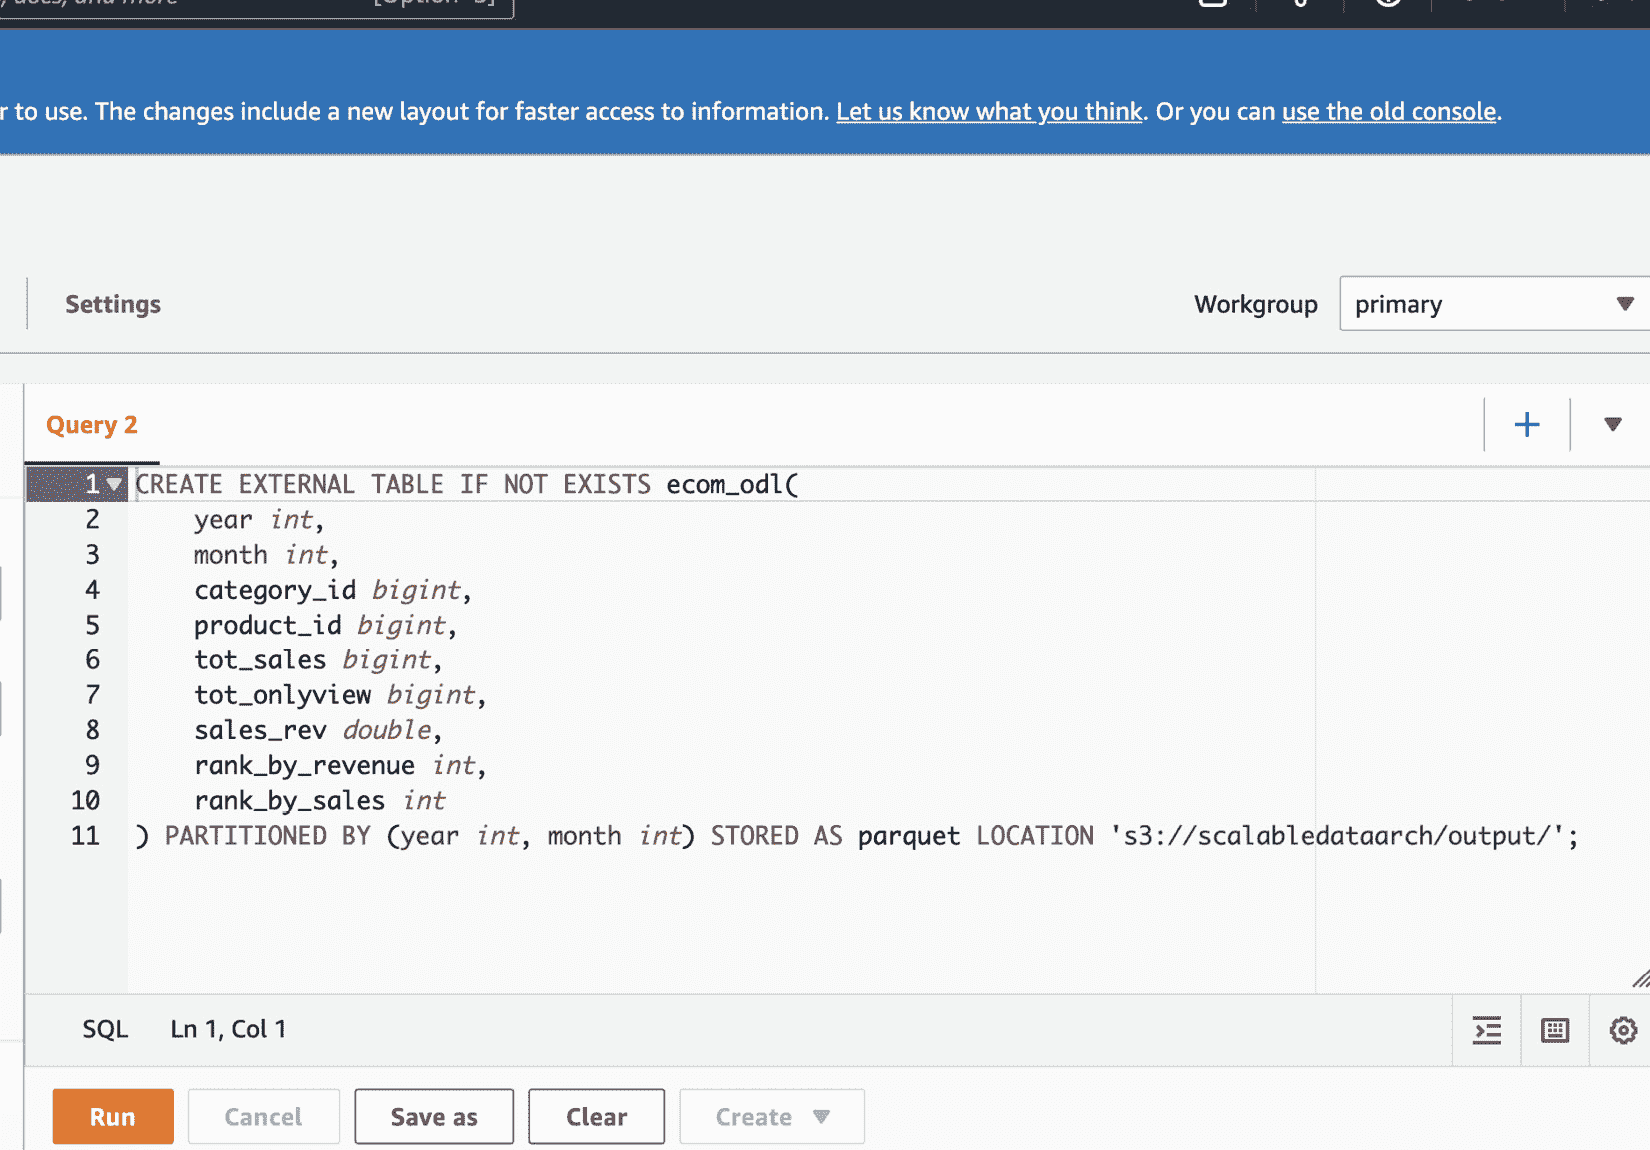 docs, and more
r to use. The changes include a new layout for faster access to information. Let us know what you think. Or you can use the old console.
Settings
Workgroup
primary
Query 2
1 CREATE EXTERNAL TABLE IF NOT EXISTS ecom_odl(
2 year int,
3 month int,
4 category_id bigint,
5 product_id bigint,
6 tot_sales bigint,
7 tot_onlyview bigint,
8 sales_rev double,
9 rank_by_revenue int,
10 rank_by_sales int
11 ) PARTITIONED BY (year int, month int) STORED AS parquet LOCATION 's3://scalabledataarch/output/';
SQL Ln 1, Col 1
Run
Cancel
Save as
Clear
Create